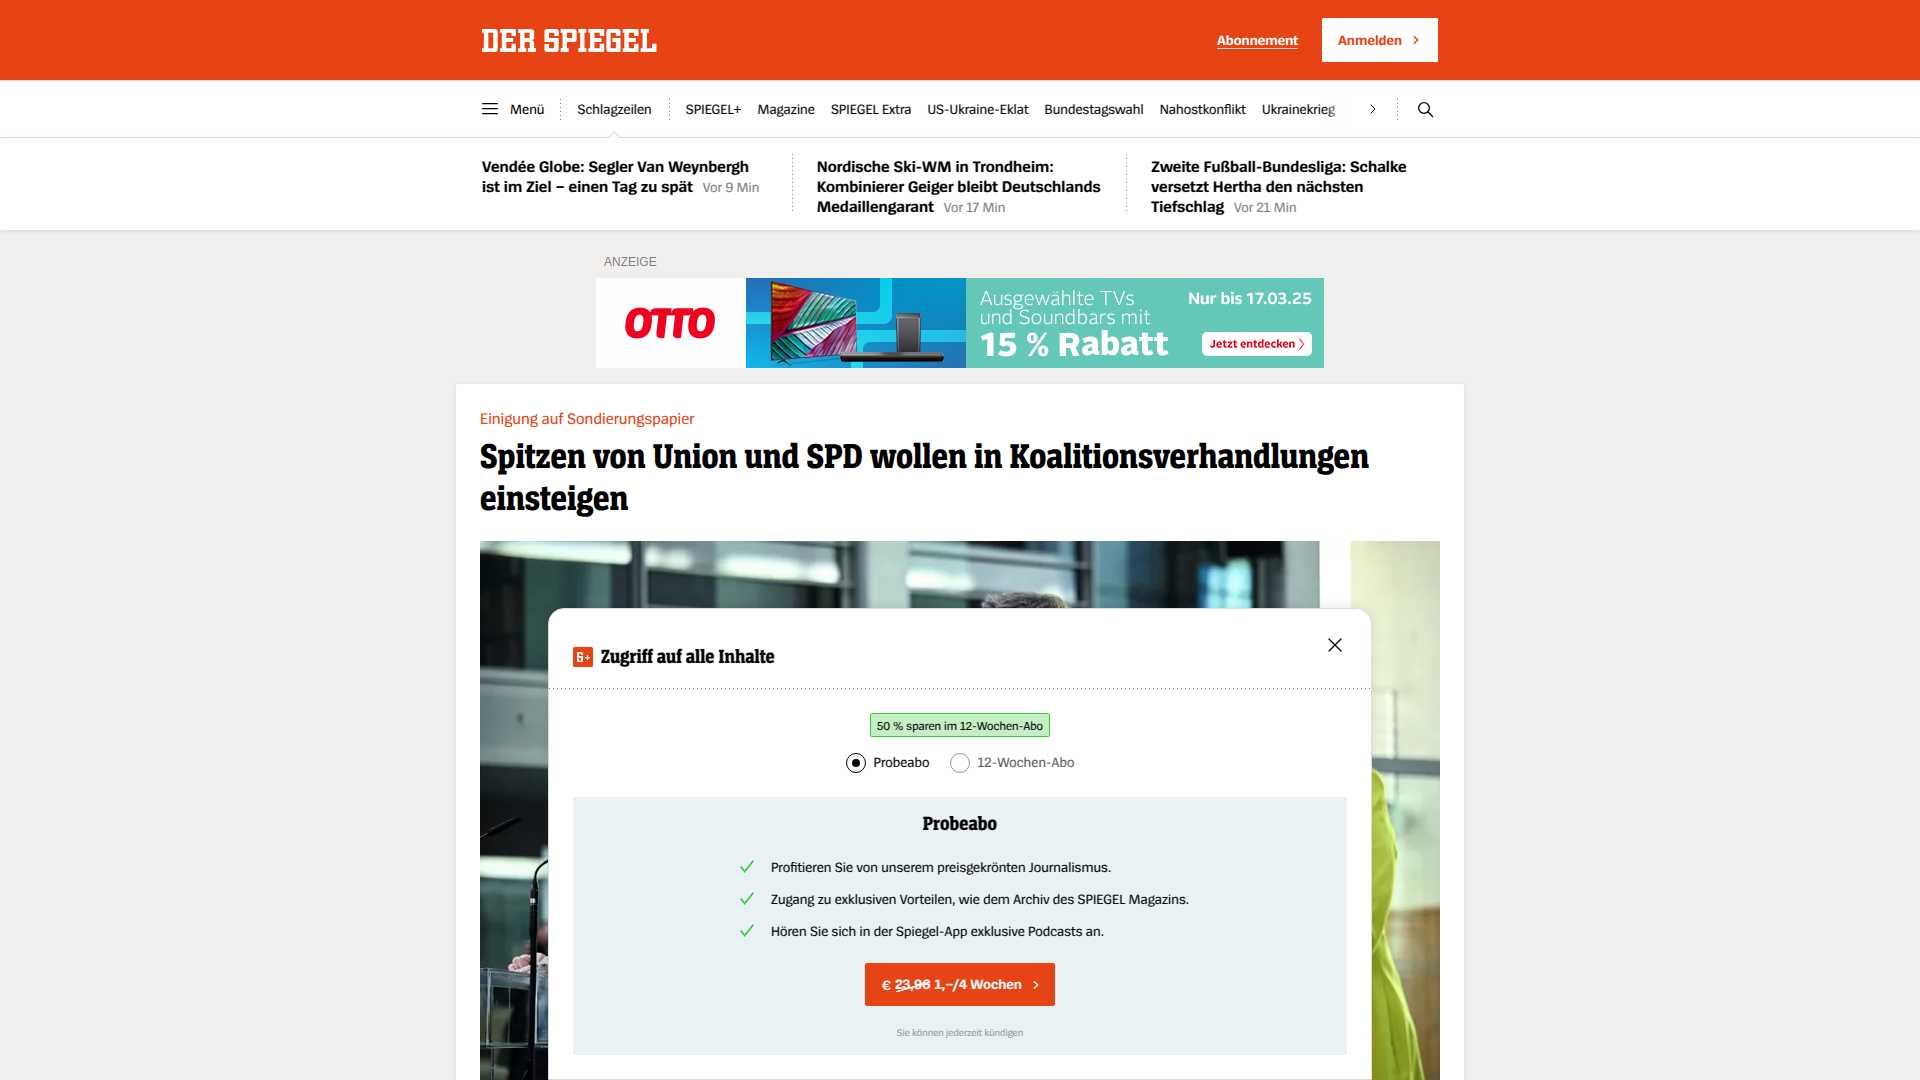 DER SPIEGEL
Abonnement
Anmelden
Menü
Schlagzeilen
SPIEGEL+
Magazine
SPIEGEL Extra
US-Ukraine-Eklat
Bundestagswahl
Nahostkonflikt
Ukrainekrieg
Vendée Globe: Segler Van Weynbergh
ist im Ziel – einen Tag zu spät Vor 9 Min
Nordische Ski-WM in Trondheim:
Kombinierer Geiger bleibt Deutschlands
Medaillengarant Vor 17 Min
Zweite Fußball-Bundesliga: Schalke
versetzt Hertha den nächsten
Tiefschlag Vor 21 Min
ANZEIGE
OTTO
Ausgewählte TVs
und Soundbars mit
15 % Rabatt
Nur bis 17.03.25
Jetzt entdecken
Einigung auf Sondierungspapier
Spitzen von Union und SPD wollen in Koalitionsverhandlungen
einsteigen
S+ Zugriff auf alle Inhalte
50 % sparen im 12-Wochen-Abo
Probeabo
12-Wochen-Abo
Probeabo
Profitieren Sie von unserem preisgekrönten Journalismus.
Zugang zu exklusiven Vorteilen, wie dem Archiv des SPIEGEL Magazins.
Hören Sie sich in der Spiegel-App exklusive Podcasts an.
€ 23,96 1,–/4 Wochen
Sie können jederzeit kündigen